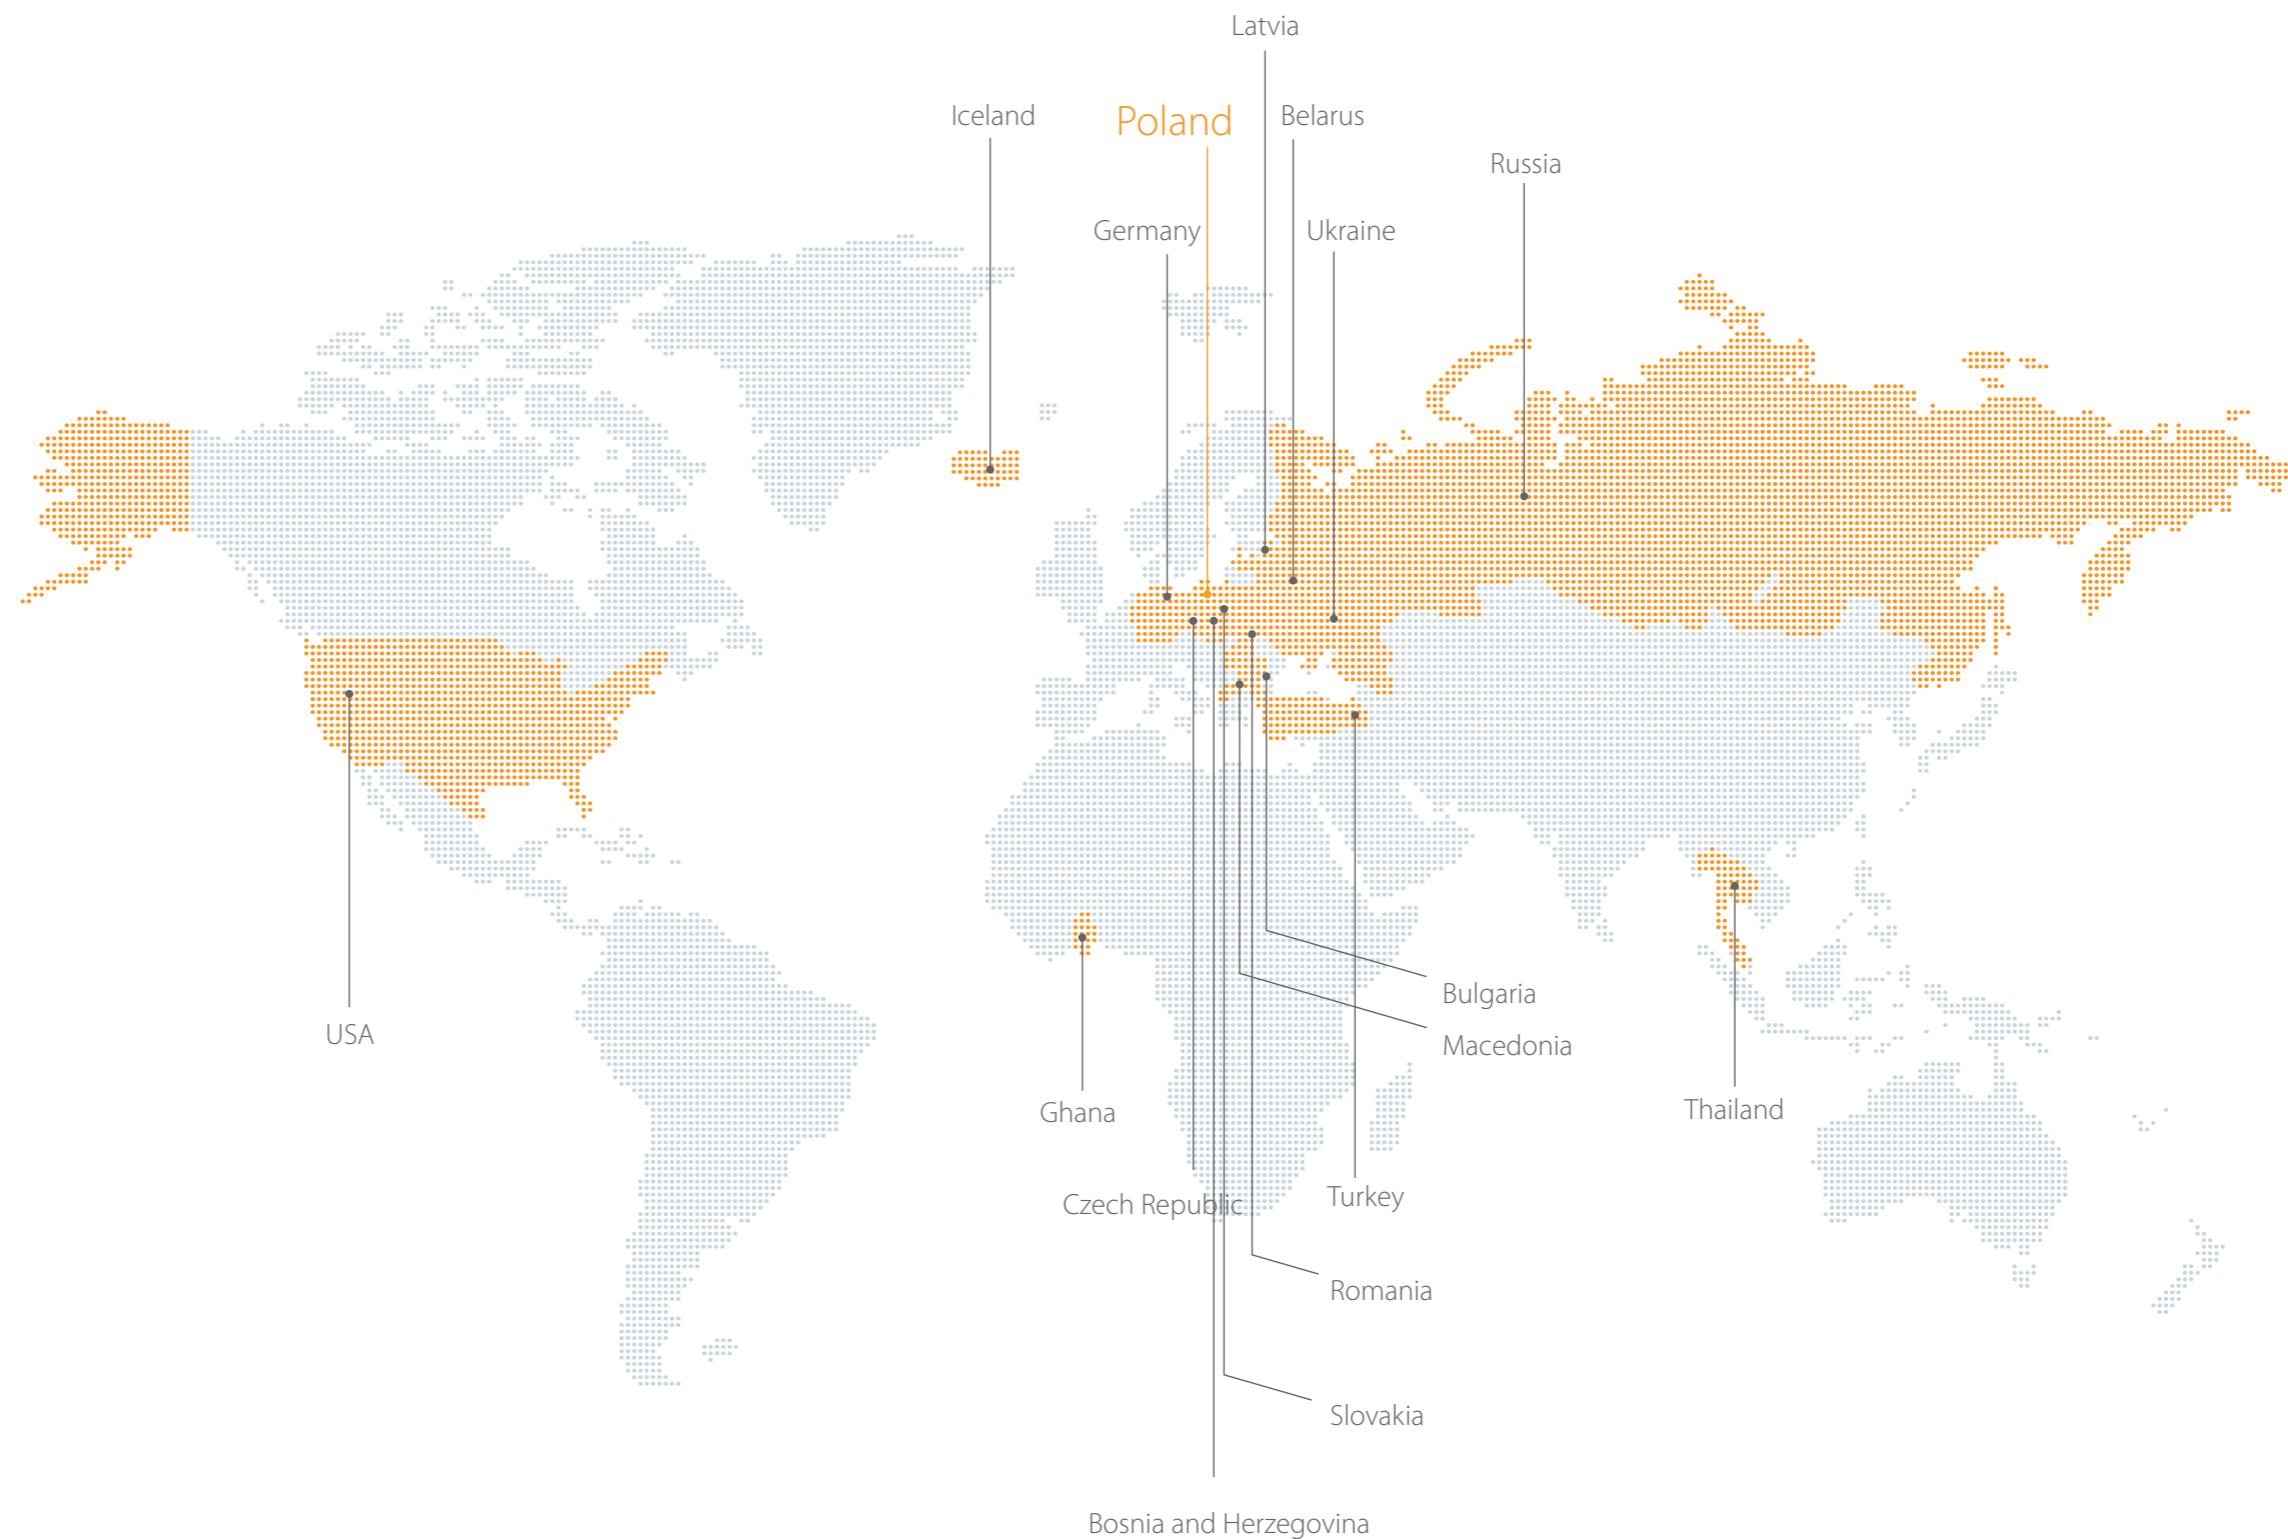 Latvia
Iceland
Poland
Belarus
Russia
Germany
Ukraine
Bulgaria
USA
Macedonia
Ghana
Thailand
Czech Republic
Turkey
Romania
Slovakia
Bosnia and Herzegovina